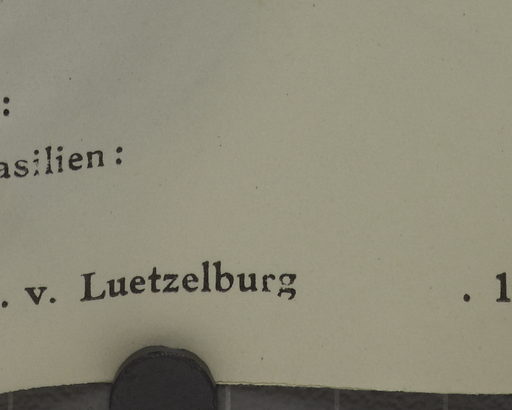 :
asilien:
. v. Luetzelburg . 1